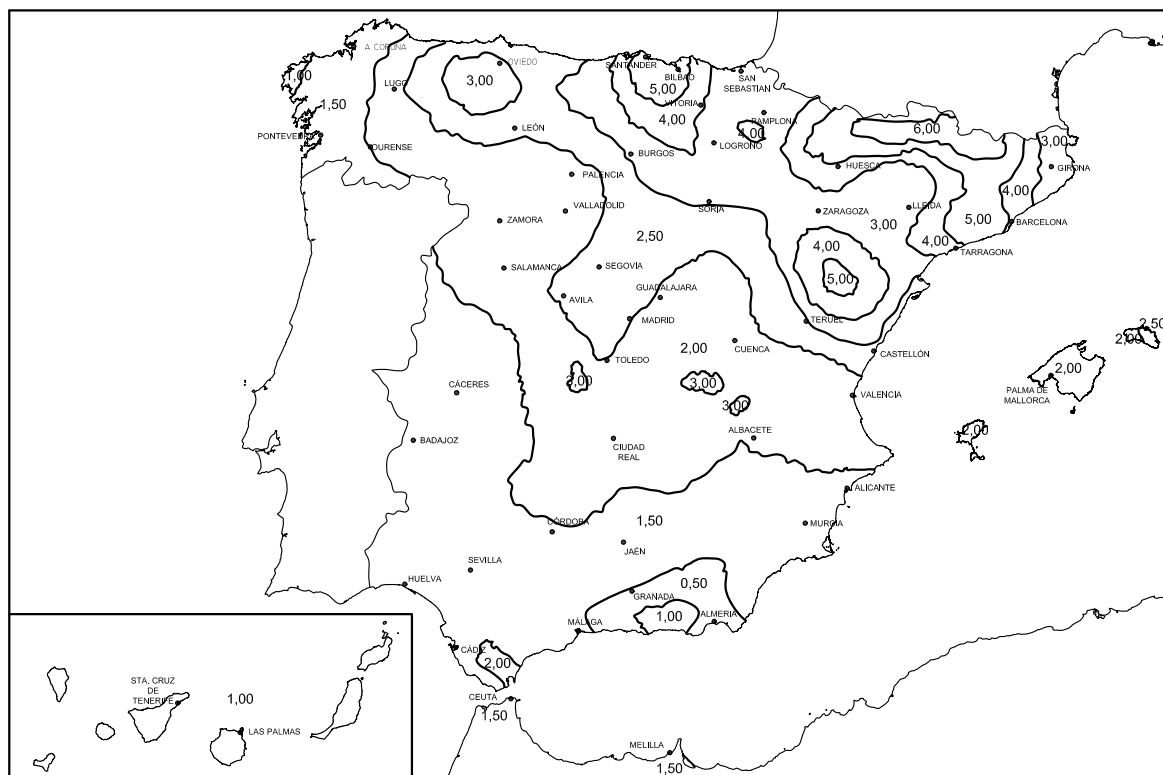 A CORUÑA
OVIEDO
SANTANDER
1,00
3,00
LUGO
BILBAO
SAN
SEBASTIAN
5,00
1,50
VITORIA
4,00
PAMPLONA
6,00
LEÓN
PONTEVEDRA
4,00
LOGROÑO
3,00
OURENSE
BURGOS
HUESCA
GIRONA
PALENCIA
4,00
VALLADOLID
SORIA
ZARAGOZA
LLEIDA
ZAMORA
3,00
5,00
BARCELONA
2,50
4,00
4,00
TARRAGONA
SALAMANCA
SEGOVIA
5,00
GUADALAJARA
AVILA
MADRID
TERUEL
2,50
2,00
2,00
CUENCA
TOLEDO
CASTELLÓN
2,00
3,00
3,00
CÁCERES
PALMA DE
MALLORCA
VALENCIA
3,00
ALBACETE
2,00
BADAJOZ
CIUDAD
REAL
ALICANTE
1,50
CÓRDOBA
MURCIA
JAÉN
SEVILLA
HUELVA
0,50
GRANADA
1,00
ALMERIA
MÁLAGA
CÁDIZ
2,00
STA. CRUZ
DE
TENERIFE
1,00
CEUTA
1,50
LAS PALMAS
MELILLA
1,50